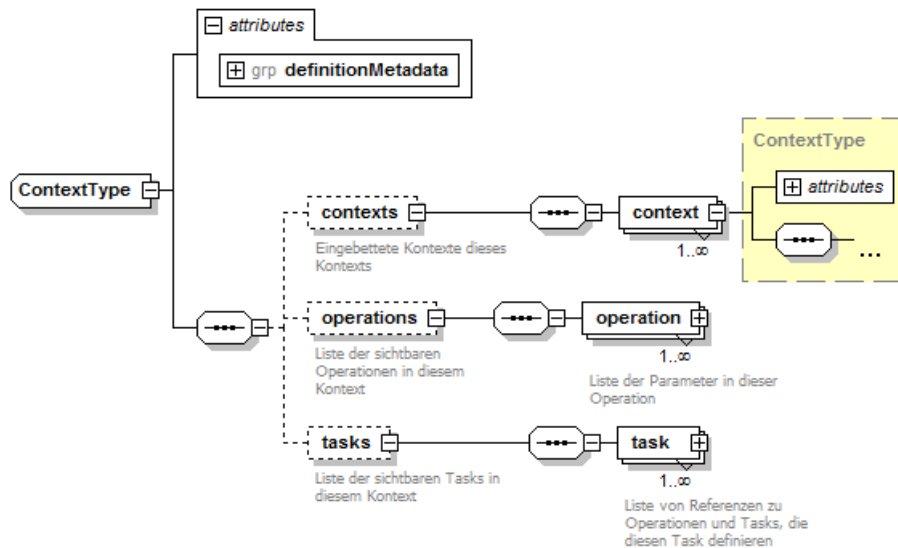 attributes
grp definitionMetadata
ContextType
ContextType
attributes
contexts
context
Eingebettete Kontexte dieses
Kontexts
1..∞
...
operations
operation
Liste der sichtbaren
Operationen in diesem
Kontext
1..∞
Liste der Parameter in dieser
Operation
tasks
task
Liste der sichtbaren Tasks in
diesem Kontext
1..∞
Liste von Referenzen zu
Operationen und Tasks, die
diesen Task definieren